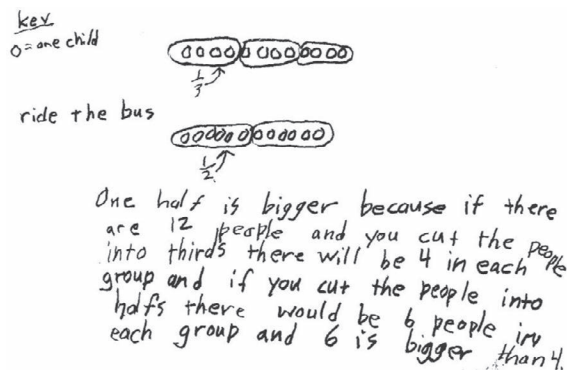 key
0 = one child
1/3
ride the bus
1/2
One half is bigger because if there
are 12 people and you cut the people
into thirds there will be 4 in each
group and if you cut the people into
halfs there would be 6 people in
each group and 6 is bigger than 4.